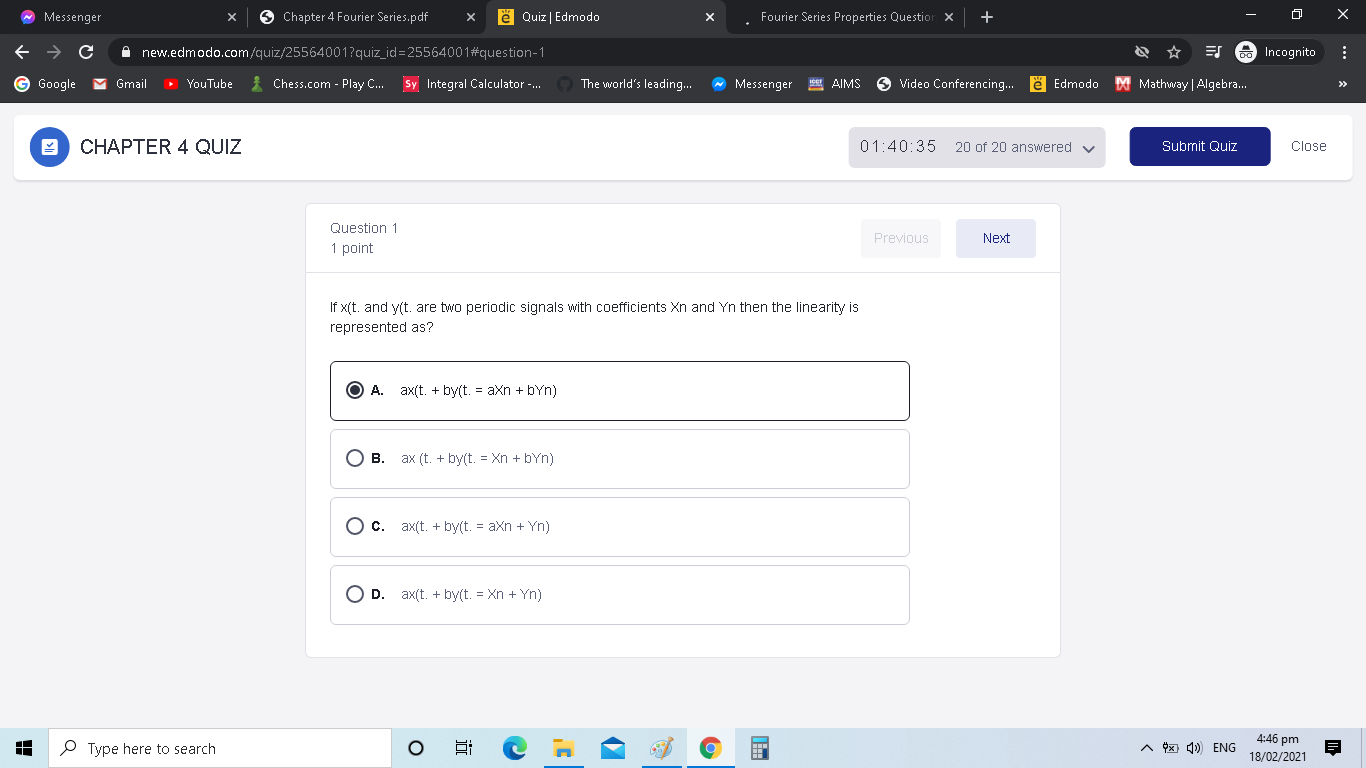 Messenger
Chapter 4 Fourier Series.pdf
Quiz | Edmodo
Fourier Series Properties Question
new.edmodo.com/quiz/25564001?quiz_id=25564001#question-1
Incognito
Google
Gmail
YouTube
Chess.com - Play C...
Sy
Integral Calculator -...
The world's leading...
Messenger
AIMS
Video Conferencing...
Edmodo
Mathway | Algebra...
»
CHAPTER 4 QUIZ
01:40:35 20 of 20 answered
Submit Quiz
Close
Question 1
1 point
Previous
Next
If x(t. and y(t. are two periodic signals with coefficients Xn and Yn then the linearity is
represented as?
A. ax(t. + by(t. = aXn + bYn)
B. ax (t. + by(t. = Xn + bYn)
C. ax(t. + by(t. = aXn + Yn)
D. ax(t. + by(t. = Xn + Yn)
Type here to search
ENG
4:46 pm
18/02/2021